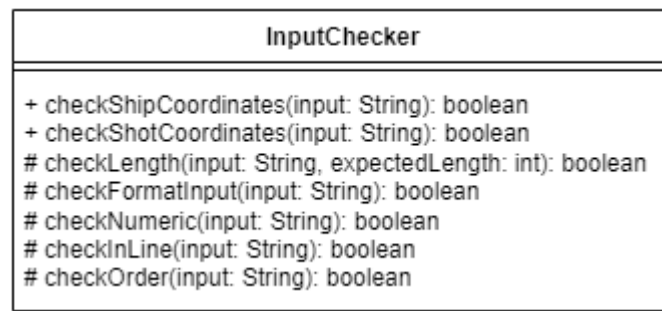 InputChecker
+ checkShipCoordinates(input: String): boolean
+ checkShotCoordinates(input: String): boolean
# checkLength(input: String, expectedLength: int): boolean
# checkFormatInput(input: String): boolean
# checkNumeric(input: String): boolean
# checkInLine(input: String): boolean
# checkOrder(input: String): boolean